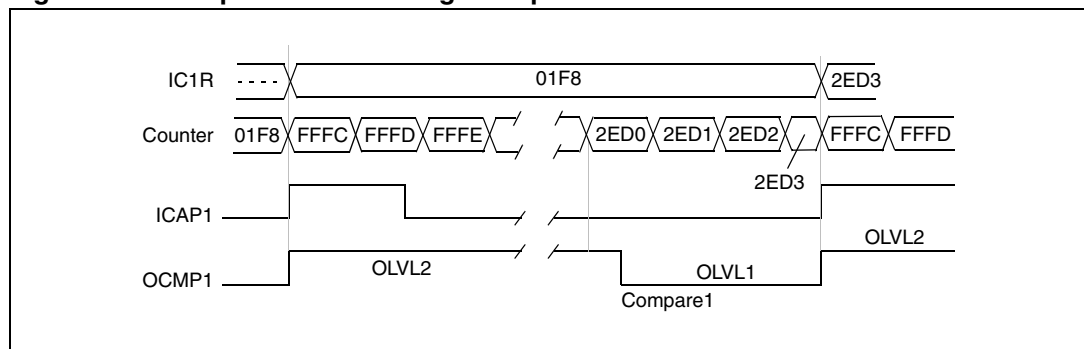 IC1R 01F8 2ED3
Counter 01F8 FFFC FFFD FFFE 2ED0 2ED1 2ED2 FFFC FFFD
2ED3
ICAP1
OLVL2
OCMP1 OLVL2 OLVL1
Compare1